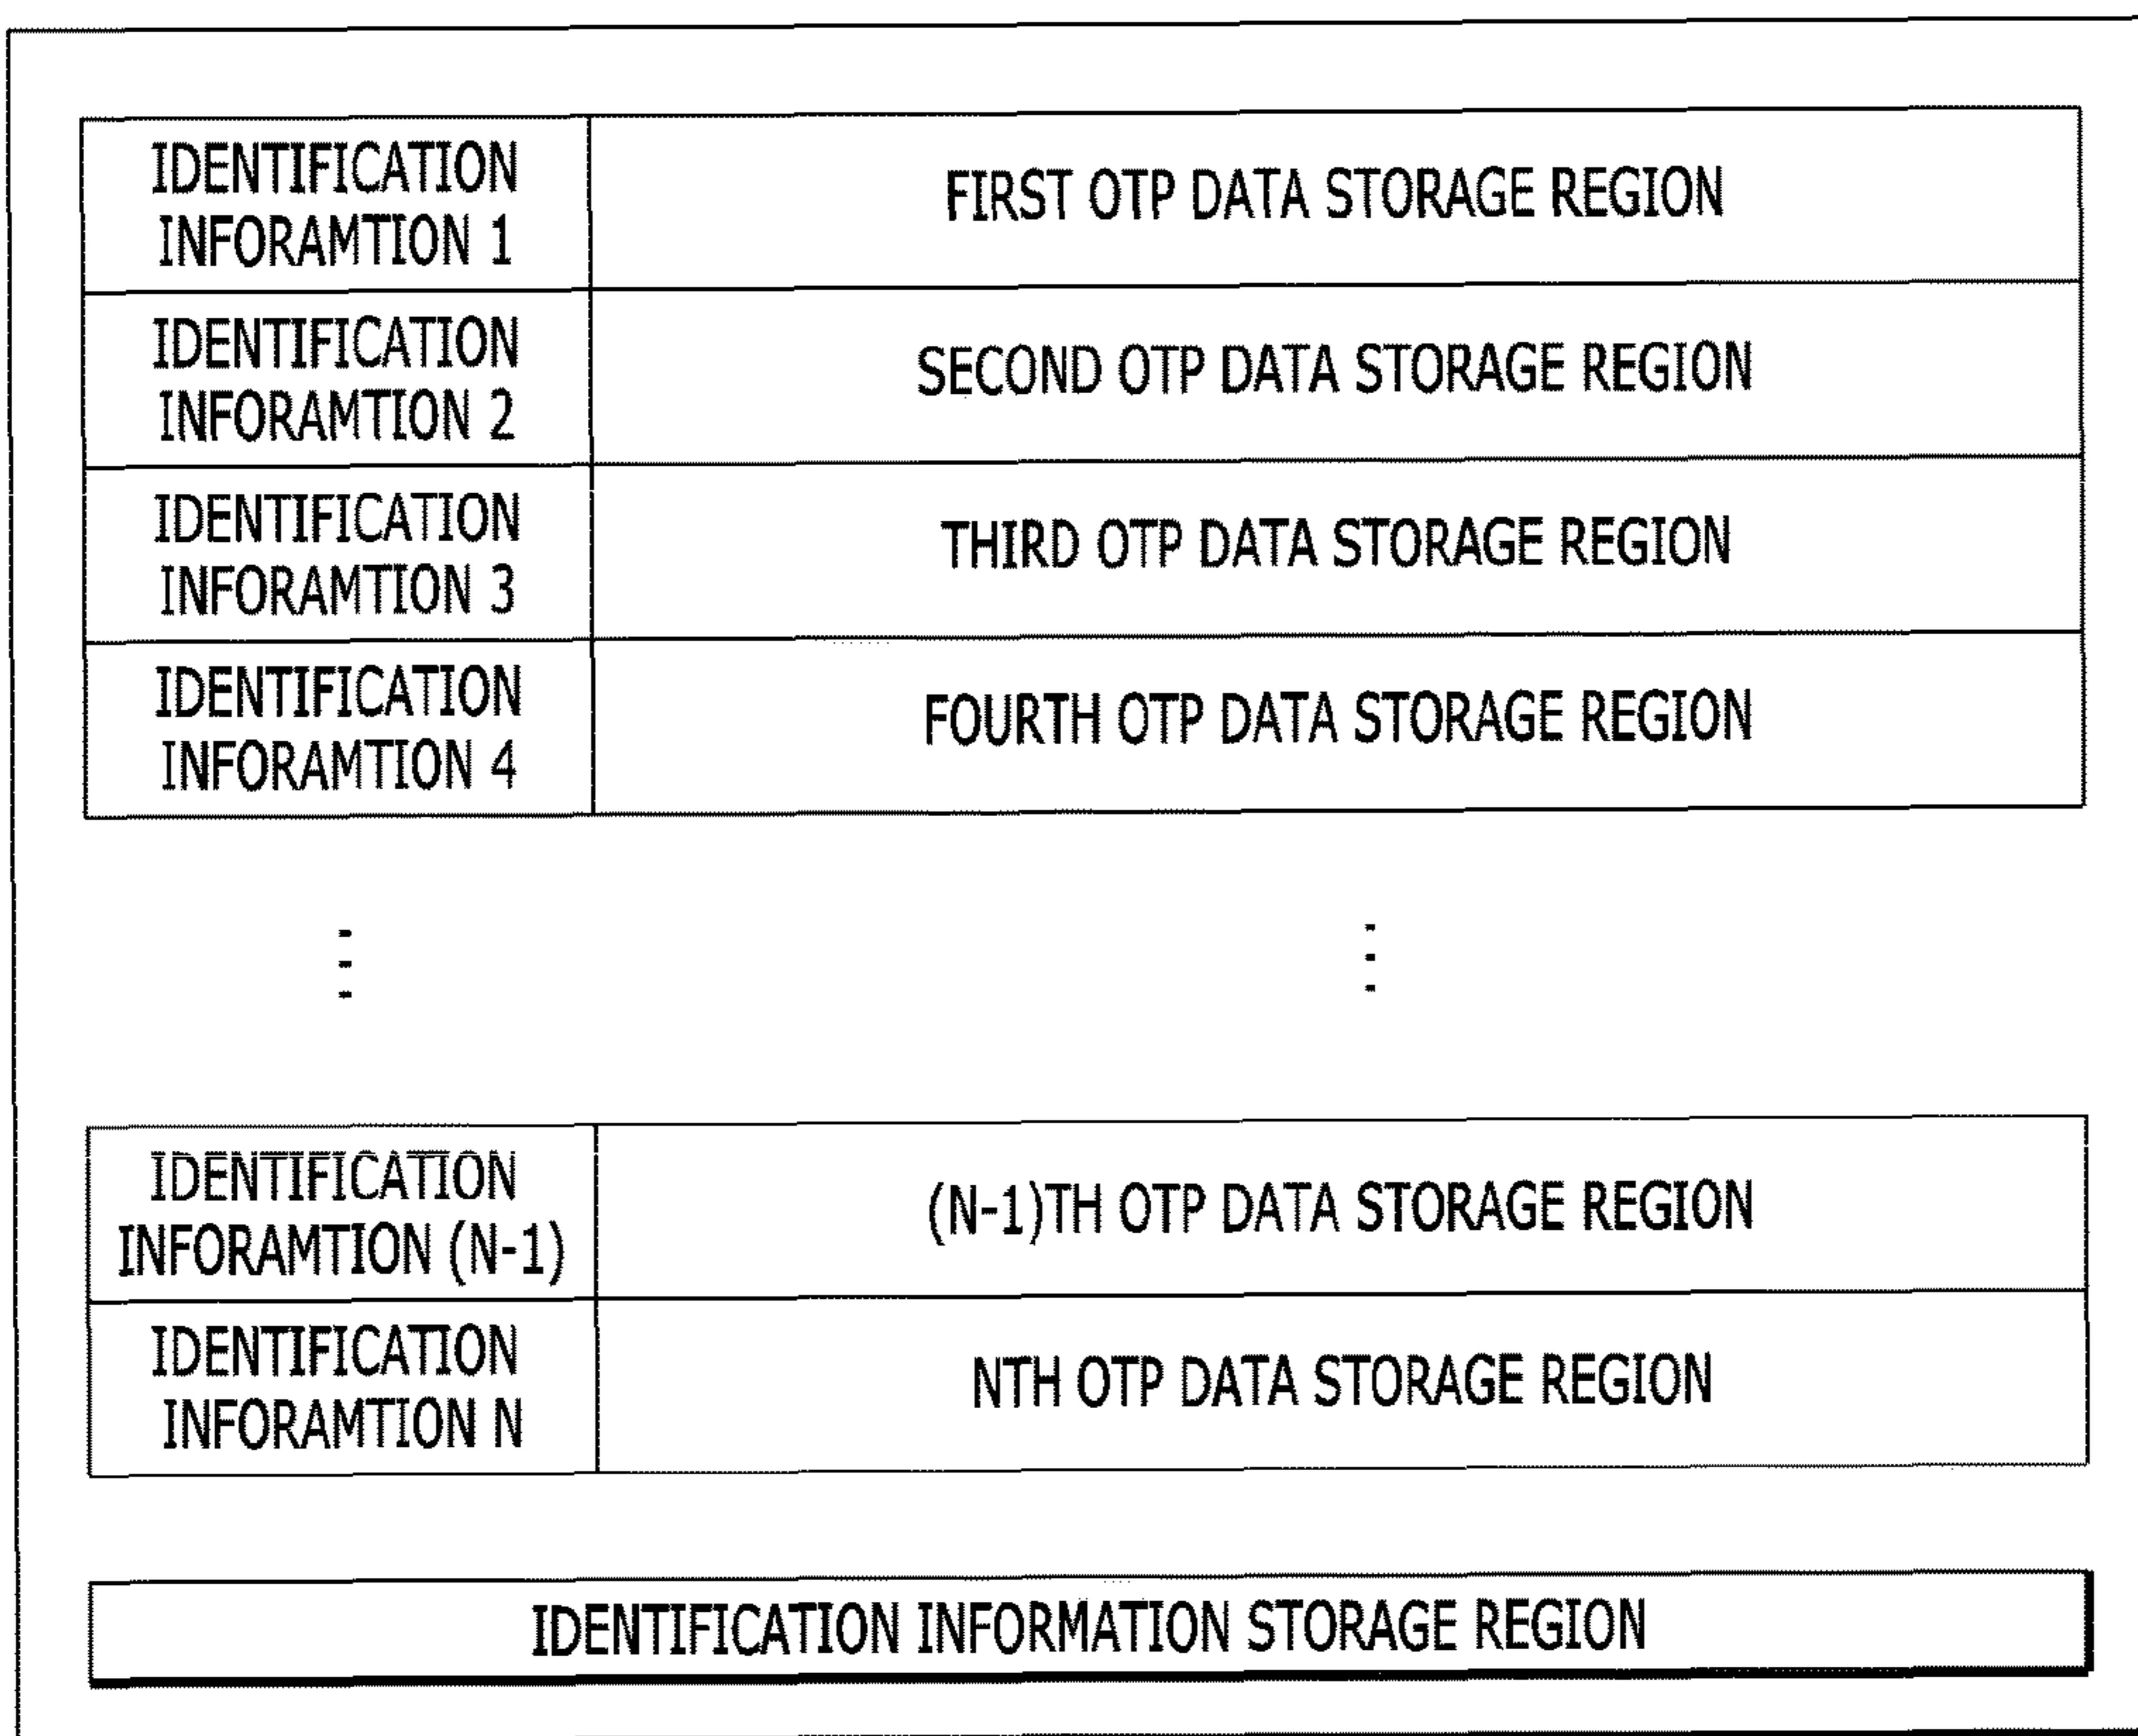 IDENTIFICATION
INFORAMTION 1
FIRST OTP DATA STORAGE REGION
IDENTIFICATION
INFORAMTION 2
SECOND OTP DATA STORAGE REGION
IDENTIFICATION
INFORAMTION 3
THIRD OTP DATA STORAGE REGION
IDENTIFICATION
INFORAMTION 4
FOURTH OTP DATA STORAGE REGION
IDENTIFICATION
INFORAMTION (N-1)
(N-1)TH OTP DATA STORAGE REGION
IDENTIFICATION
INFORAMTION N
NTH OTP DATA STORAGE REGION
IDENTIFICATION INFORMATION STORAGE REGION